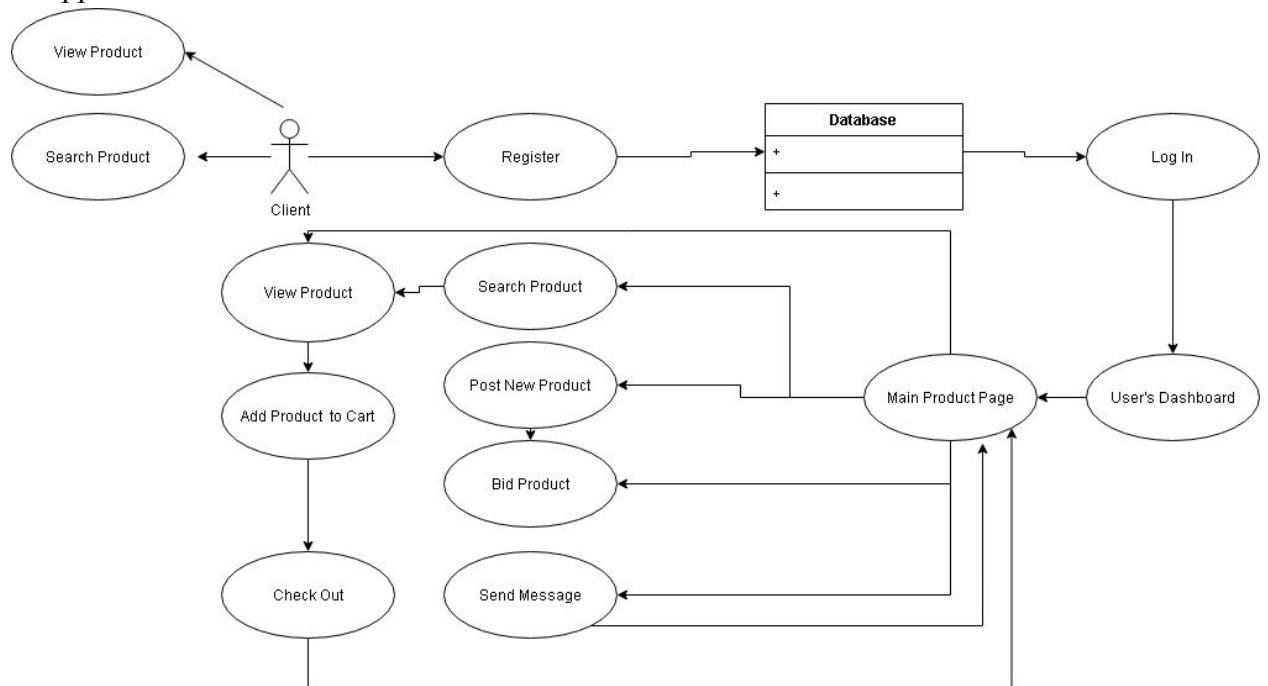 View Product
Search Product
Client
Register
Database
+
+
Log In
View Product
Search Product
Post New Product
Main Product Page
User's Dashboard
Add Product to Cart
Bid Product
Check Out
Send Message